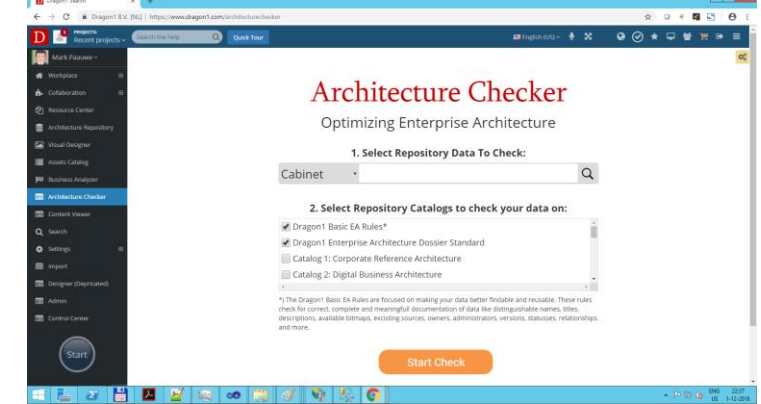 Dragon1 Search
Dragon1 B.V. [NL] | https://www.dragon1.com/architecturechecker
D
PROJECTS:
Recent projects
Search the help
Quick Tour
English (US)
Mark Paauwe
Workplace
Collaboration
Resource Center
Architecture Repository
Visual Designer
Assets Catalog
Business Analyzer
Architecture Checker
Content Viewer
Search
Settings
Import
Designer (Depricated)
Admin
Control Center
Start
Architecture Checker
Optimizing Enterprise Architecture
1. Select Repository Data To Check:
Cabinet
2. Select Repository Catalogs to check your data on:
Dragon1 Basic EA Rules*
Dragon1 Enterprise Architecture Dossier Standard
Catalog 1: Corporate Reference Architecture
Catalog 2: Digital Business Architecture
*) The Dragon1 Basic EA Rules are focused on making your data better findable and reusable. These rules
check for correct, complete and meaningfull documentation of data like distinguishable names, titles,
descriptions, available bitmaps, excisting sources, owners, administrators, versions, statusses, relationships
and more.
Start Check
ENG
US
22:07
1-12-2018